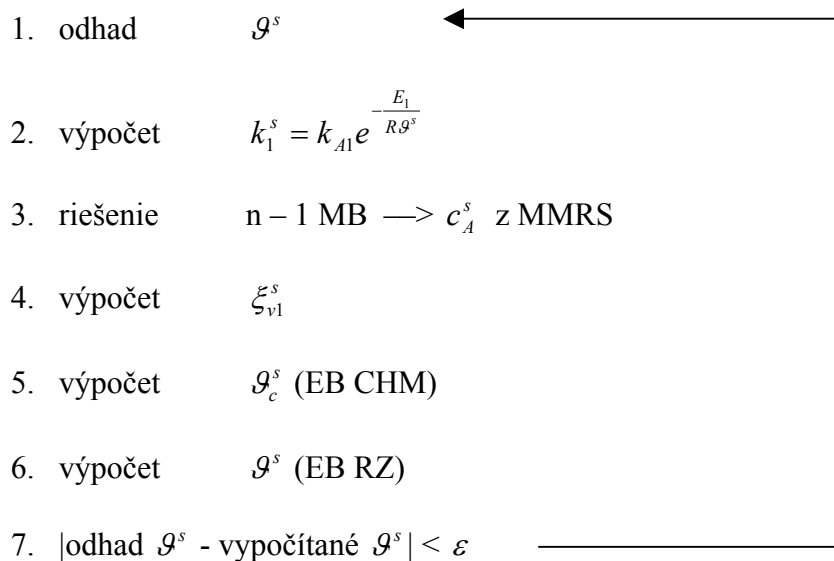 1. odhad ϑ^s
2. výpočet k_1^s = k_{A1} e^{-\frac{E_1}{Rϑ^s}}
3. riešenie n – 1 MB —> c_A^s z MMRS
4. výpočet ξ_{v1}^s
5. výpočet ϑ_c^s (EB CHM)
6. výpočet ϑ^s (EB RZ)
7. |odhad ϑ^s - vypočítané ϑ^s| < ε